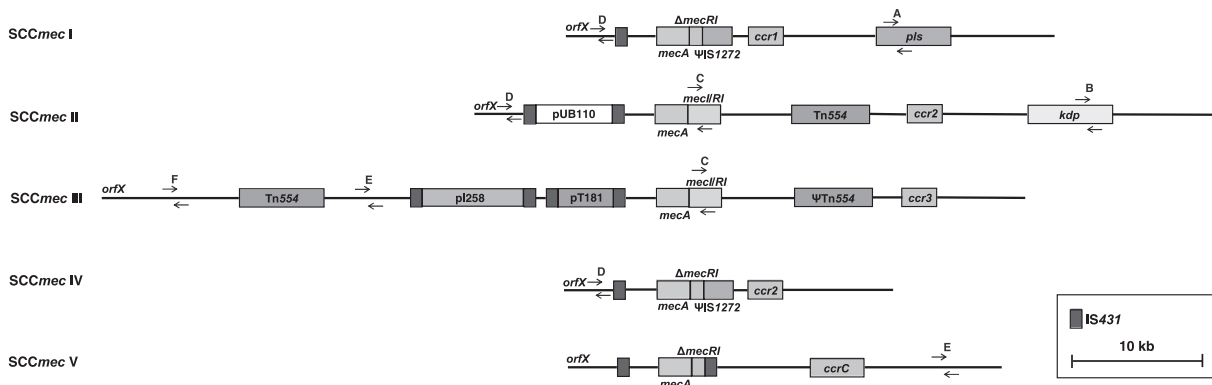 D ΔmecRI A
SCCmec I orfX ccr1 pls
mecA ΨIS1272
C
D mecI/RI B
SCCmec II orfX pUB110 Tn554 ccr2 kdp
mecA
C
F E mecI/RI
orfX
SCCmec III Tn554 pI258 pT181 ΨTn554 ccr3
mecA
D ΔmecRI
SCCmec IV orfX ccr2
mecA ΨIS1272
IS431
ΔmecRI E
10 kb
SCCmec V orfX ccrC
mecA